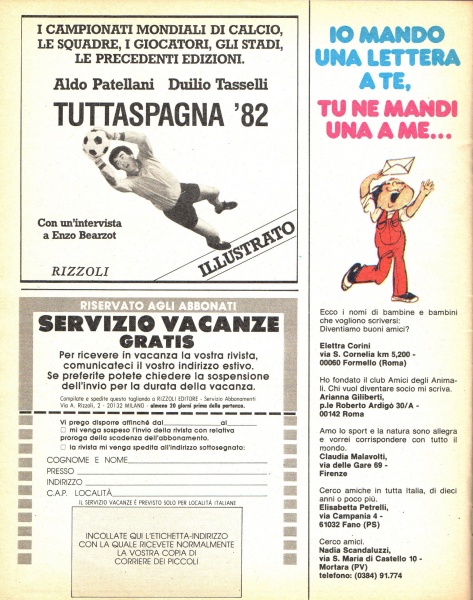 I CAMPIONATI MONDIALI DI CALCIO,
LE SQUADRE, I GIOCATORI, GLI STADI,
LE PRECEDENTI EDIZIONI.
Aldo Patellani Duilio Tasselli
TUTTASPAGNA '82
Con un'intervista
a Enzo Bearzot
RIZZOLI
ILLUSTRATO
RISERVATO AGLI ABBONATI
SERVIZIO VACANZE
GRATIS
Per ricevere in vacanza la vostra rivista,
comunicateci il vostro indirizzo estivo.
Se preferite potete chiedere la sospensione
dell'invio per la durata della vacanza.
Compilate e spedite questo tagliando a RIZZOLI EDITORE - Servizio Abbonamenti
Via A. Rizzoli, 2 - 20132 MILANO - almeno 20 giorni prima della partenza.
Vi prego disporre affinché dal al
mi venga sospeso l'invio della rivista con relativa
proroga della scadenza dell'abbonamento.
la rivista mi venga spedita all'indirizzo sottosegnato:
COGNOME E NOME
PRESSO
INDIRIZZO
C.A.P. LOCALITÀ
IL SERVIZIO VACANZE È PREVISTO SOLO PER LOCALITÀ ITALIANE
INCOLLATE QUI L'ETICHETTA-INDIRIZZO
CON LA QUALE RICEVETE NORMALMENTE
LA VOSTRA COPIA DI
CORRIERE DEI PICCOLI
IO MANDO
UNA LETTERA
A TE,
TU NE MANDI
UNA A ME...
Ecco i nomi di bambine e bambini
che vogliono scriversi:
Diventiamo buoni amici?
Elettra Corini
via S. Cornelia km 5,200 -
00060 Formello (Roma)
Ho fondato il club Amici degli Anima-
li. Chi vuol diventare socio mi scriva.
Arianna Giliberti,
p.le Roberto Ardigò 30/A -
00142 Roma
Amo lo sport e la natura sono allegra
e vorrei corrispondere con tutto il
mondo.
Claudia Malavolti,
via delle Gare 69 -
Firenze
Cerco amiche in tutta Italia, di dieci
anni o poco più.
Elisabetta Petrelli,
via Campania 4 -
61032 Fano (PS)
Cerco amici.
Nadia Scandaluzzi,
via S. Maria di Castello 10 -
Mortara (PV)
telefono: (0384) 91.774